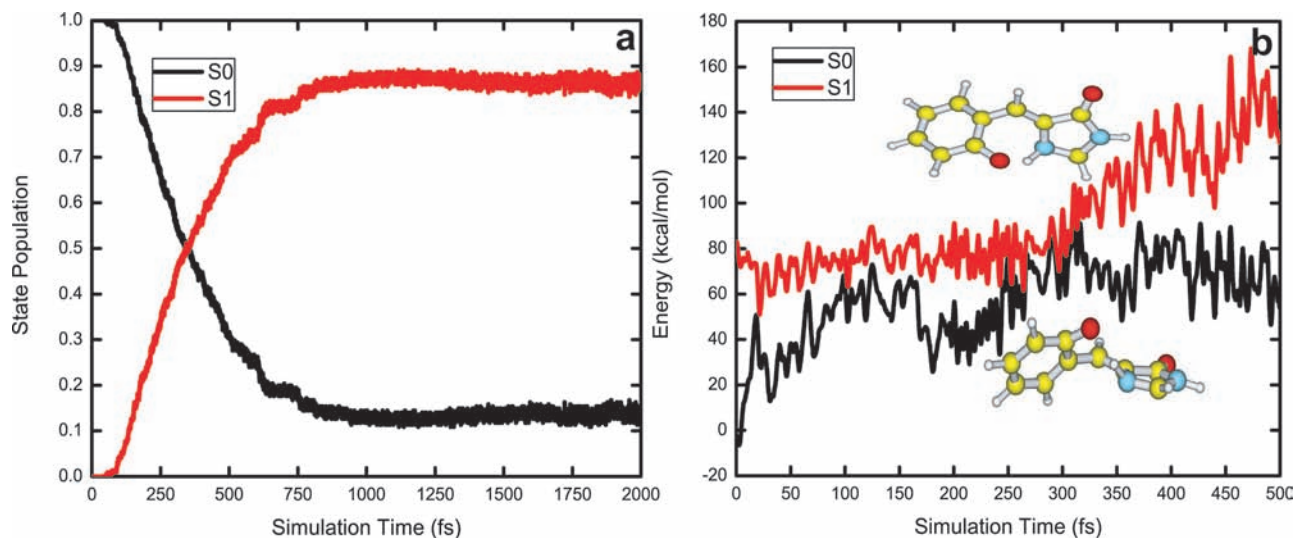 a
S0
S1
State Population
1.0
0.9
0.8
0.7
0.6
0.5
0.4
0.3
0.2
0.1
0.0
0 250 500 750 1000 1250 1500 1750 2000
Simulation Time (fs)
b
S0
S1
Energy (kcal/mol)
180
160
140
120
100
80
60
40
20
0
-20
0 50 100 150 200 250 300 350 400 450 500
Simulation Time (fs)